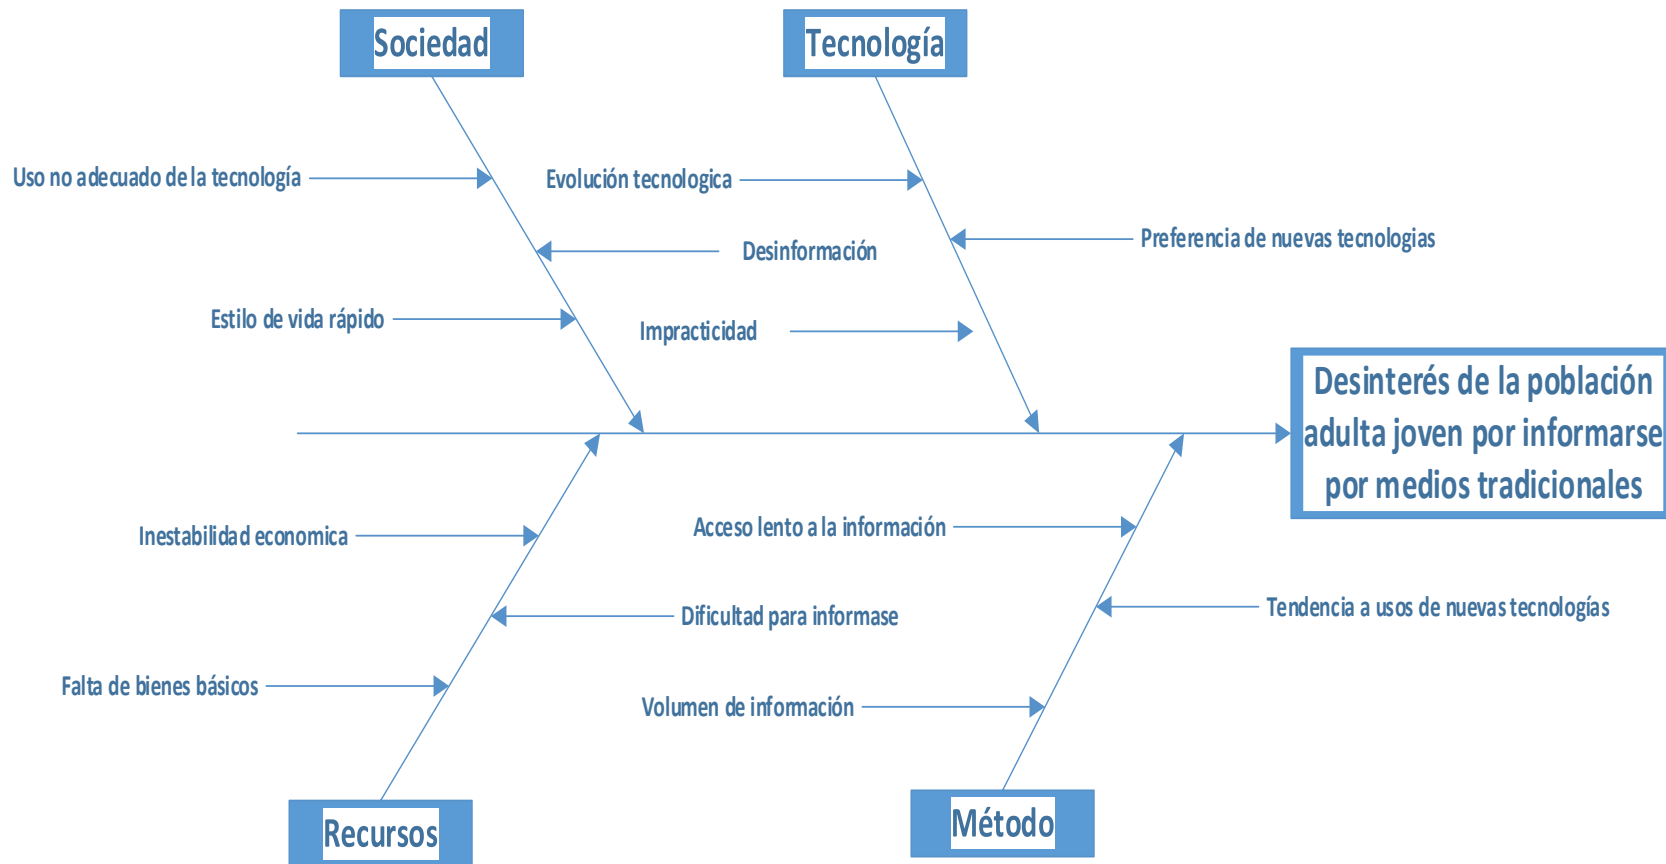 Sociedad
Tecnología
Uso no adecuado de la tecnología
Evolución tecnologica
Preferencia de nuevas tecnologias
Desinformación
Estilo de vida rápido
Impracticidad
Desinterés de la población
adulta joven por informarse
por medios tradicionales
Inestabilidad economica
Acceso lento a la información
Dificultad para informase
Tendencia a usos de nuevas tecnologías
Falta de bienes básicos
Volumen de información
Recursos
Método